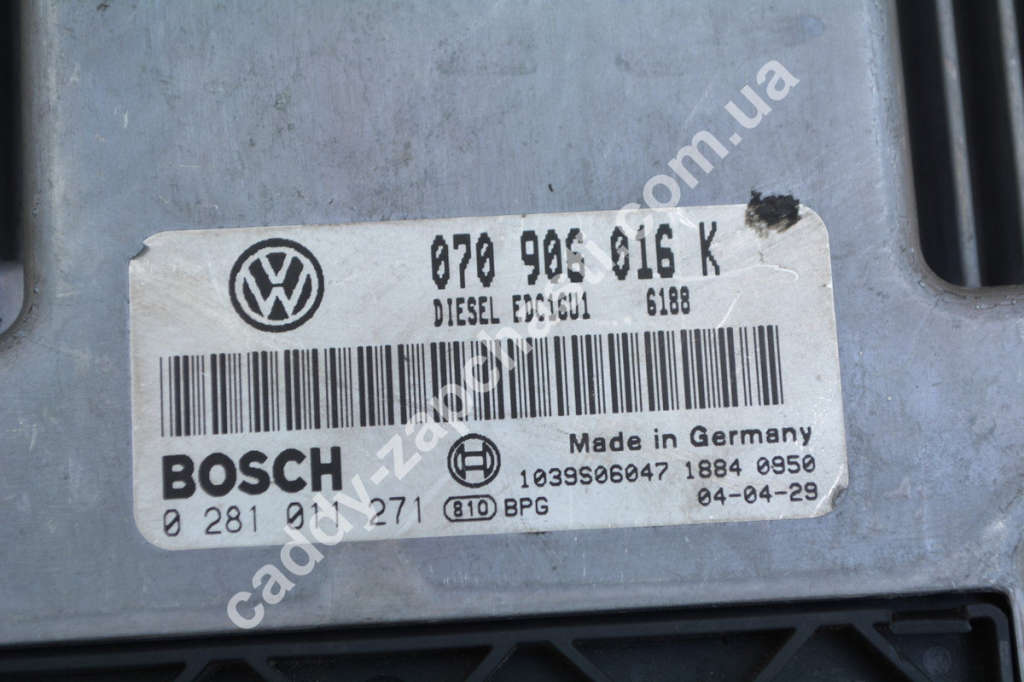 070 906 016 K
DIESEL EDC16U1 6188
Made in Germany
BOSCH
1039S06047 1884 0950
0 281 011 271 810 BPG
04-04-29
caddy-zapchasti.com.ua